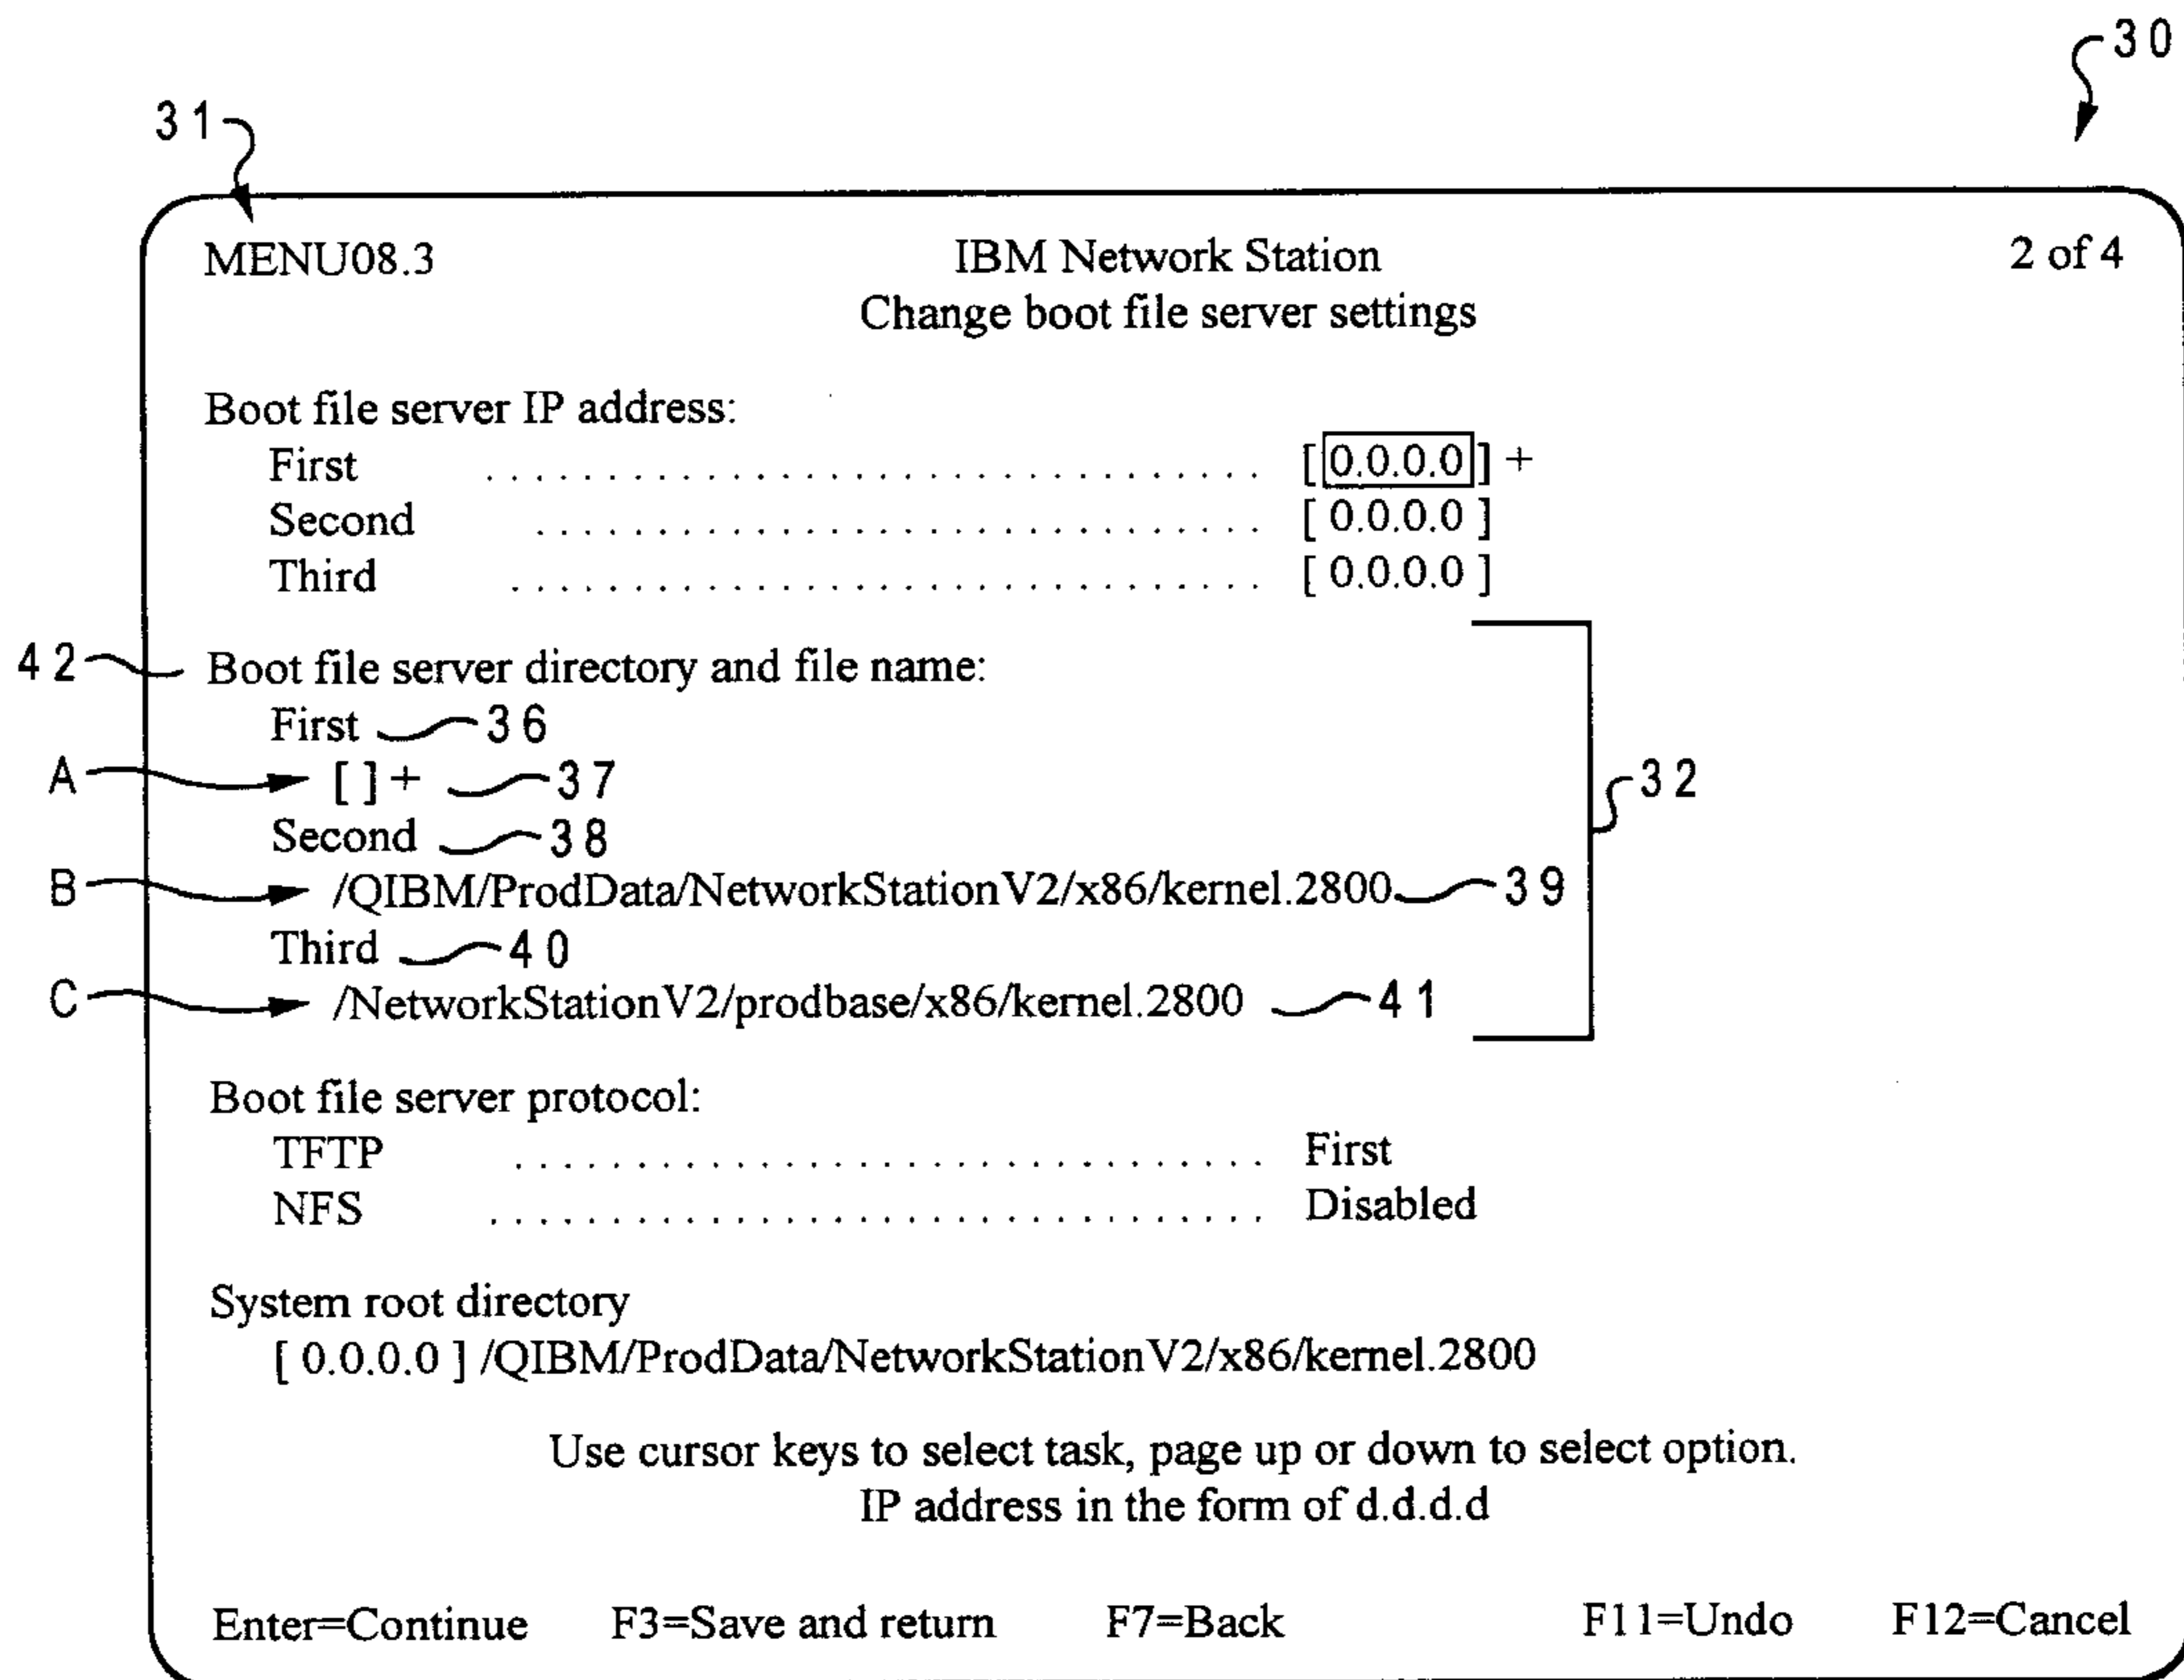 30
31
MENU08.3 IBM Network Station 2 of 4
Change boot file server settings
Boot file server IP address:
First . . . . . . . . . . . . . . . . . . . . . . . . . . . . . . . [ 0.0.0.0 ] +
Second . . . . . . . . . . . . . . . . . . . . . . . . . . . . . [ 0.0.0.0 ]
Third . . . . . . . . . . . . . . . . . . . . . . . . . . . . . . [ 0.0.0.0 ]
42 Boot file server directory and file name:
First 36
A [ ] + 37
32
Second 38
B /QIBM/ProdData/NetworkStationV2/x86/kernel.2800 39
Third 40
C /NetworkStationV2/prodbase/x86/kernel.2800 41
Boot file server protocol:
TFTP . . . . . . . . . . . . . . . . . . . . . . . . . . . . . . First
NFS . . . . . . . . . . . . . . . . . . . . . . . . . . . . . . . Disabled
System root directory
[ 0.0.0.0 ] /QIBM/ProdData/NetworkStationV2/x86/kernel.2800
Use cursor keys to select task, page up or down to select option.
IP address in the form of d.d.d.d
Enter=Continue F3=Save and return F7=Back F11=Undo F12=Cancel